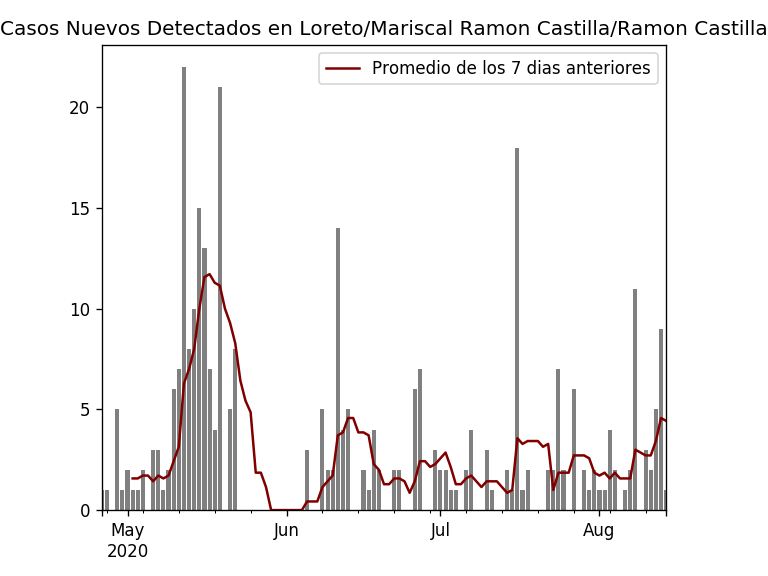 Casos Nuevos Detectados en Loreto/Mariscal Ramon Castilla/Ramon Castilla
Promedio de los 7 dias anteriores
20
15
10
5
0
May Jun Jul Aug
2020